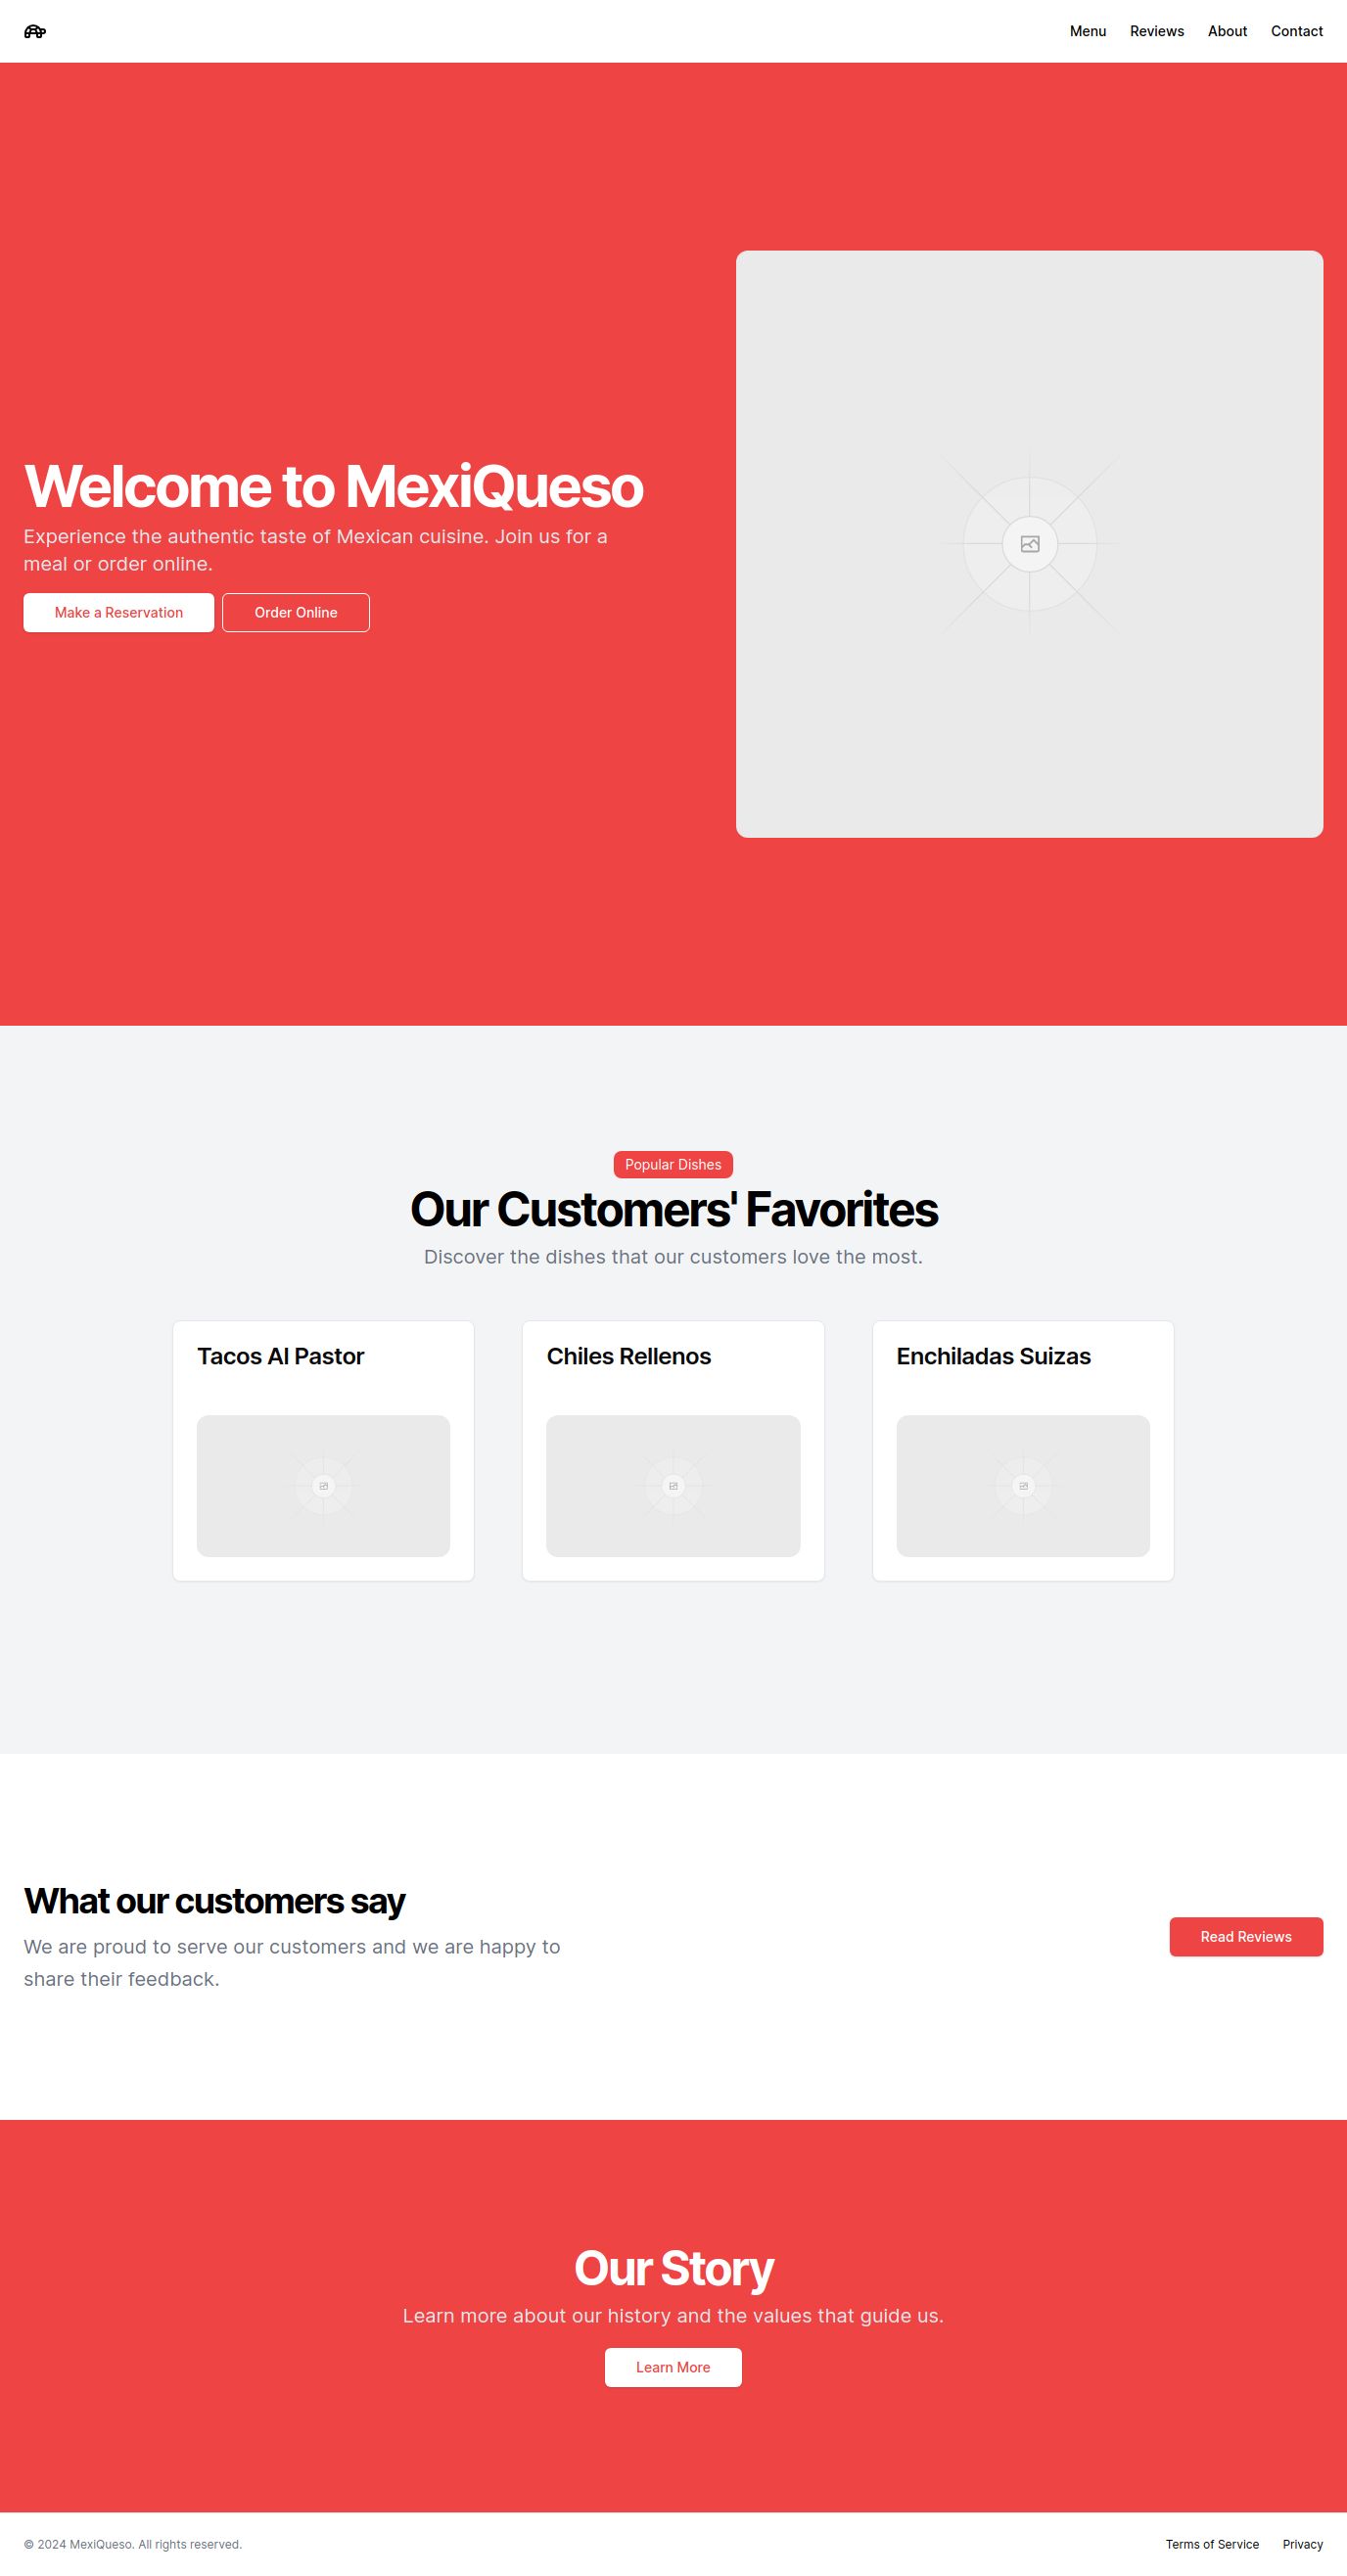 Menu Reviews About Contact
Welcome to MexiQueso
Experience the authentic taste of Mexican cuisine. Join us for a
meal or order online.
Make a Reservation Order Online
Popular Dishes
Our Customers' Favorites
Discover the dishes that our customers love the most.
Tacos Al Pastor
Chiles Rellenos
Enchiladas Suizas
What our customers say
We are proud to serve our customers and we are happy to
share their feedback.
Read Reviews
Our Story
Learn more about our history and the values that guide us.
Learn More
© 2024 MexiQueso. All rights reserved.
Terms of Service Privacy